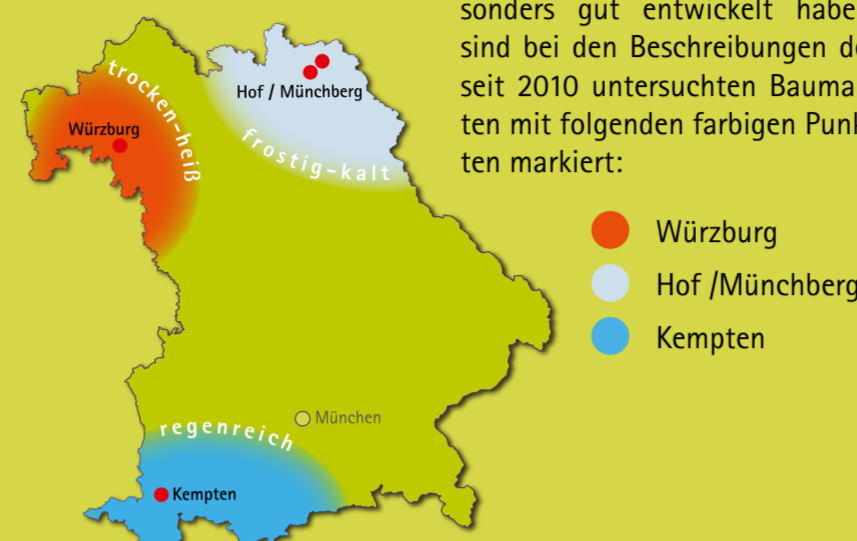 sonders gut entwickelt habe
sind bei den Beschreibungen d
seit 2010 untersuchten Bauma
ten mit folgenden farbigen Punk
ten markiert:
Würzburg
Hof /Münchberg
Kempten
trocken-heiß
Würzburg
Hof / Münchberg
frostig-kalt
München
regenreich
Kempten